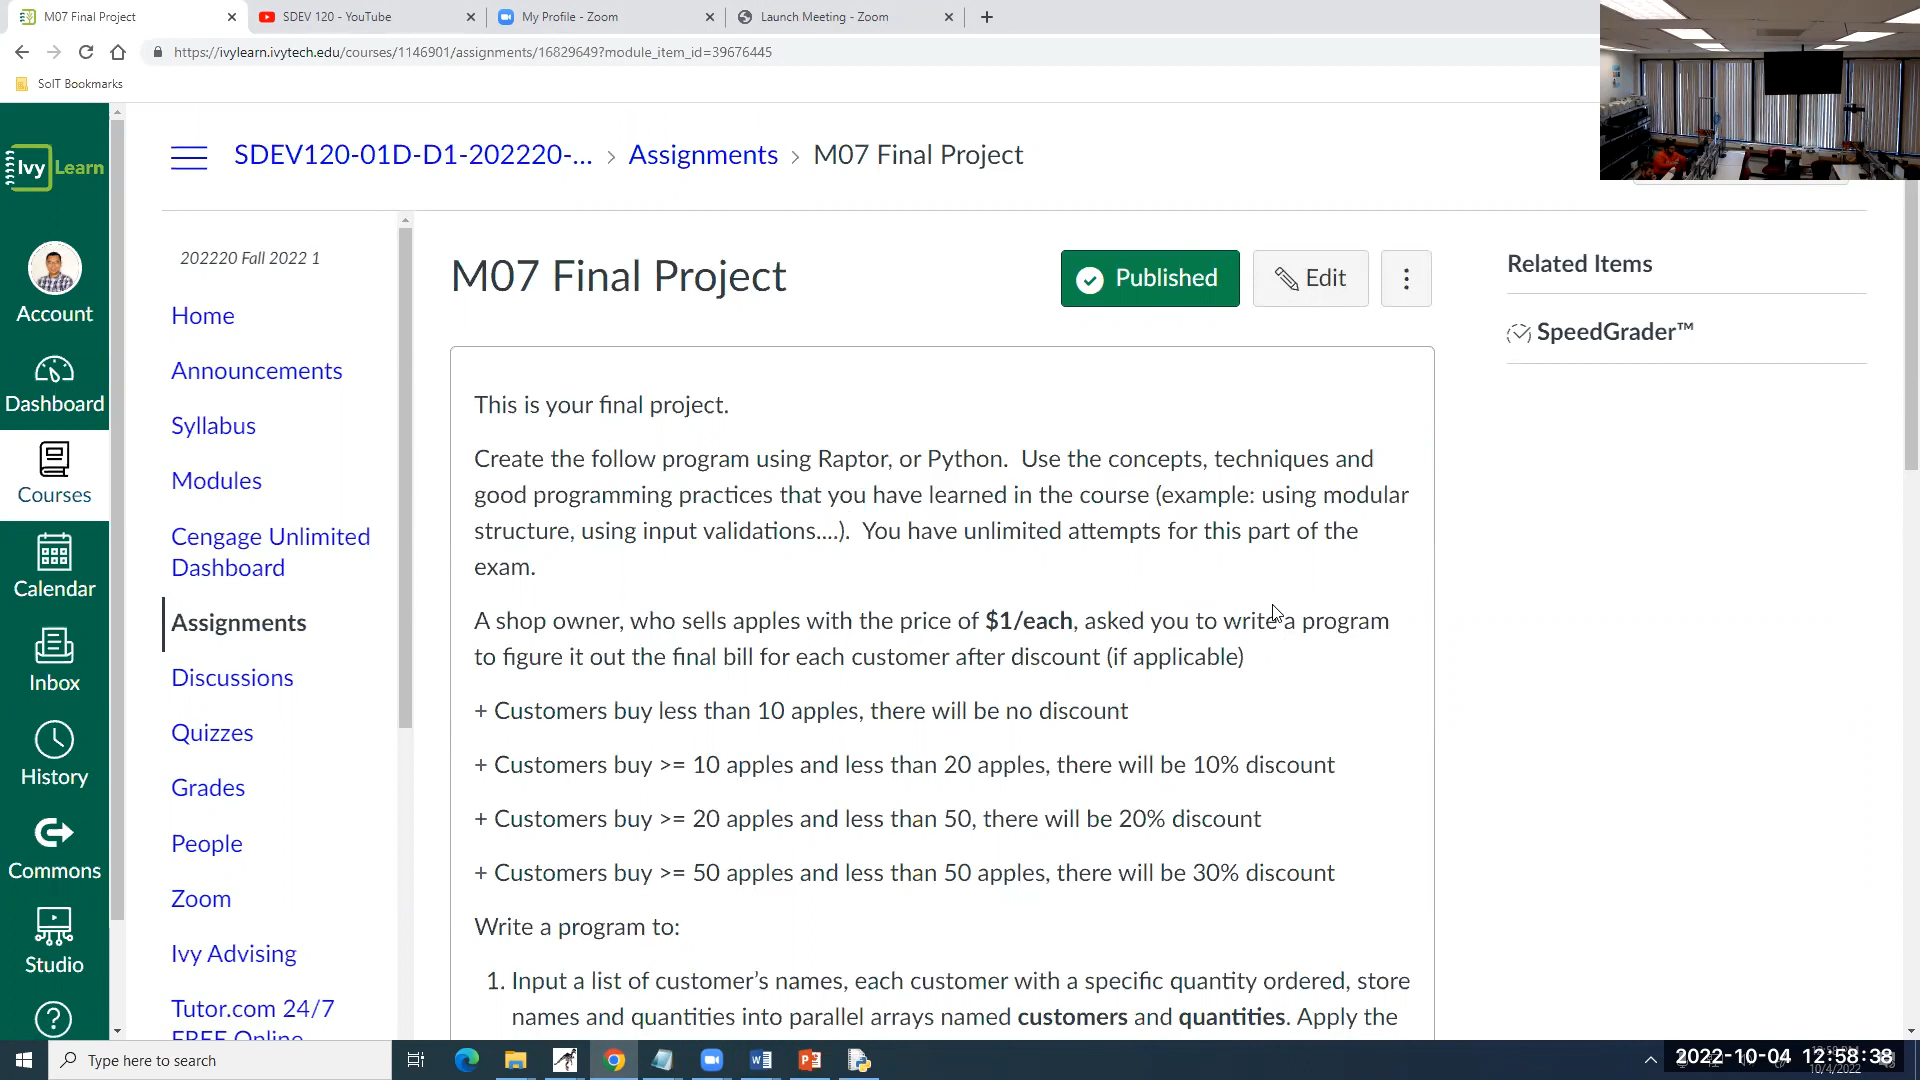 M07 Final Project
SDEV 120 - YouTube
My Profile - Zoom
Launch Meeting - Zoom
https://ivylearn.ivytech.edu/courses/1146901/assignments/16829649?module_item_id=39676445
SoIT Bookmarks
Ivy Learn
Account
Dashboard
Courses
Calendar
Inbox
History
Commons
Studio
SDEV120-01D-D1-202220-... > Assignments > M07 Final Project
202220 Fall 2022 1
Home
Announcements
Syllabus
Modules
Cengage Unlimited
Dashboard
Assignments
Discussions
Quizzes
Grades
People
Zoom
Ivy Advising
Tutor.com 24/7
FREE Online
M07 Final Project
Published
Edit
Related Items
SpeedGrader™
This is your final project.
Create the follow program using Raptor, or Python. Use the concepts, techniques and
good programming practices that you have learned in the course (example: using modular
structure, using input validations....). You have unlimited attempts for this part of the
exam.
A shop owner, who sells apples with the price of $1/each, asked you to write a program
to figure it out the final bill for each customer after discount (if applicable)
+ Customers buy less than 10 apples, there will be no discount
+ Customers buy >= 10 apples and less than 20 apples, there will be 10% discount
+ Customers buy >= 20 apples and less than 50, there will be 20% discount
+ Customers buy >= 50 apples and less than 50 apples, there will be 30% discount
Write a program to:
1. Input a list of customer's names, each customer with a specific quantity ordered, store
names and quantities into parallel arrays named customers and quantities. Apply the
Type here to search
2022-10-04 12:58:38
10/4/2022